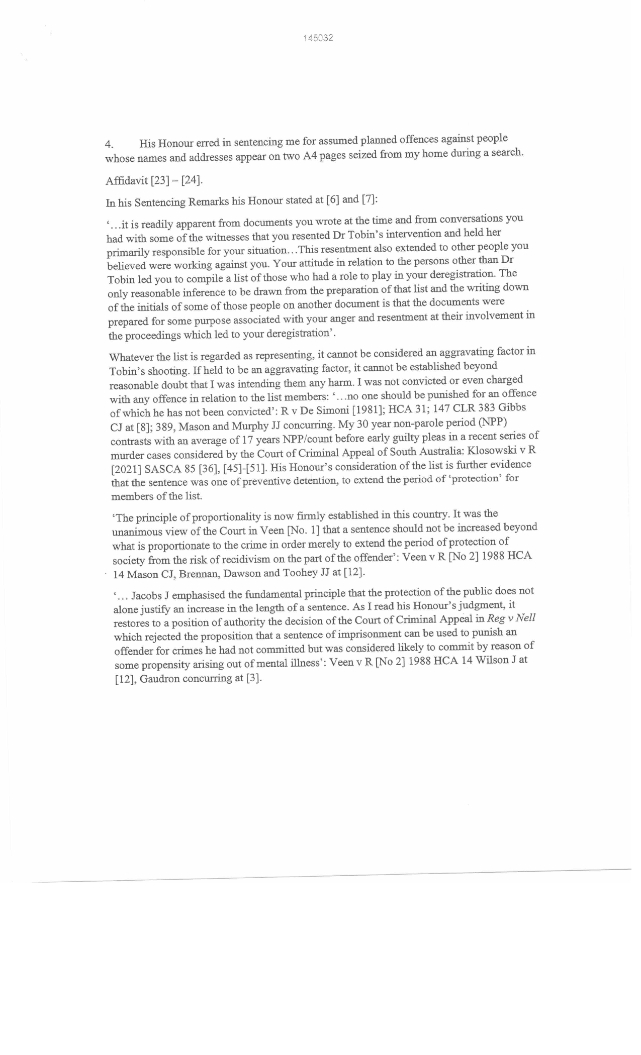 145032
4. His Honour erred in sentencing me for assumed planned offences against people
whose names and addresses appear on two A4 pages seized from my home during a search.
Affidavit [23] – [24].
In his Sentencing Remarks his Honour stated at [6] and [7]:
‘…it is readily apparent from documents you wrote at the time and from conversations you
had with some of the witnesses that you resented Dr Tobin's intervention and held her
primarily responsible for your situation…This resentment also extended to other people you
believed were working against you. Your attitude in relation to the persons other than Dr
Tobin led you to compile a list of those who had a role to play in your deregistration. The
only reasonable inference to be drawn from the preparation of that list and the writing down
of the initials of some of those people on another document is that the documents were
prepared for some purpose associated with your anger and resentment at their involvement in
the proceedings which led to your deregistration’.
Whatever the list is regarded as representing, it cannot be considered an aggravating factor in
Tobin's shooting. If held to be an aggravating factor, it cannot be established beyond
reasonable doubt that I was intending them any harm. I was not convicted or even charged
with any offence in relation to the list members: ‘…no one should be punished for an offence
of which he has not been convicted’: R v De Simoni [1981]; HCA 31; 147 CLR 383 Gibbs
CJ at [8]; 389, Mason and Murphy JJ concurring. My 30 year non-parole period (NPP)
contrasts with an average of 17 years NPP/count before early guilty pleas in a recent series of
murder cases considered by the Court of Criminal Appeal of South Australia: Klosowski v R
[2021] SASCA 85 [36], [45]-[51]. His Honour's consideration of the list is further evidence
that the sentence was one of preventive detention, to extend the period of ‘protection’ for
members of the list.
‘The principle of proportionality is now firmly established in this country. It was the
unanimous view of the Court in Veen [No. 1] that a sentence should not be increased beyond
what is proportionate to the crime in order merely to extend the period of protection of
society from the risk of recidivism on the part of the offender’: Veen v R [No 2] 1988 HCA
14 Mason CJ, Brennan, Dawson and Toohey JJ at [12].
‘… Jacobs J emphasised the fundamental principle that the protection of the public does not
alone justify an increase in the length of a sentence. As I read his Honour's judgment, it
restores to a position of authority the decision of the Court of Criminal Appeal in Reg v Nell
which rejected the proposition that a sentence of imprisonment can be used to punish an
offender for crimes he had not committed but was considered likely to commit by reason of
some propensity arising out of mental illness’: Veen v R [No 2] 1988 HCA 14 Wilson J at
[12], Gaudron concurring at [3].